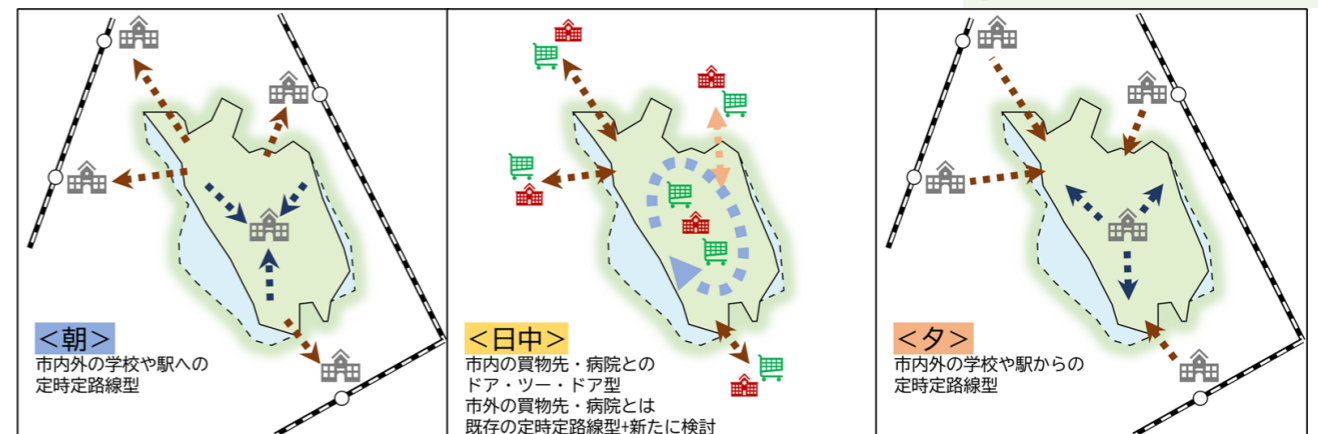 ＜朝＞
市内外の学校や駅への
定時定路線型
＜日中＞
市内の買物先・病院との
ドア・ツー・ドア型
市外の買物先・病院とは
既存の定時定路線型+新たに検討
＜夕＞
市内外の学校や駅からの
定時定路線型